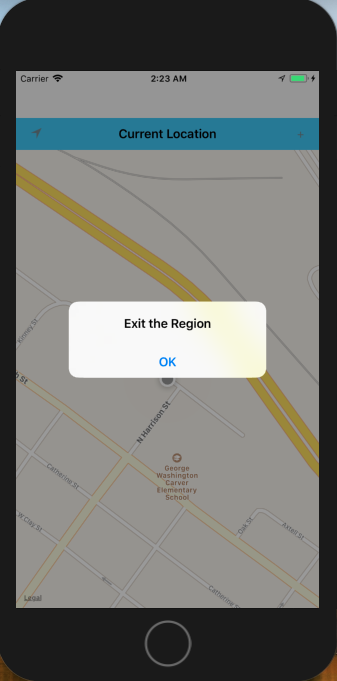 Carrier
2:23 AM
Current Location
+
Exit the Region
OK
Kinney St
h St
N Harrison St
George
Washington
Carver
Elementary
School
Catherine St
W Clay St
Oak St
Axtell St
Catherine S
Legal